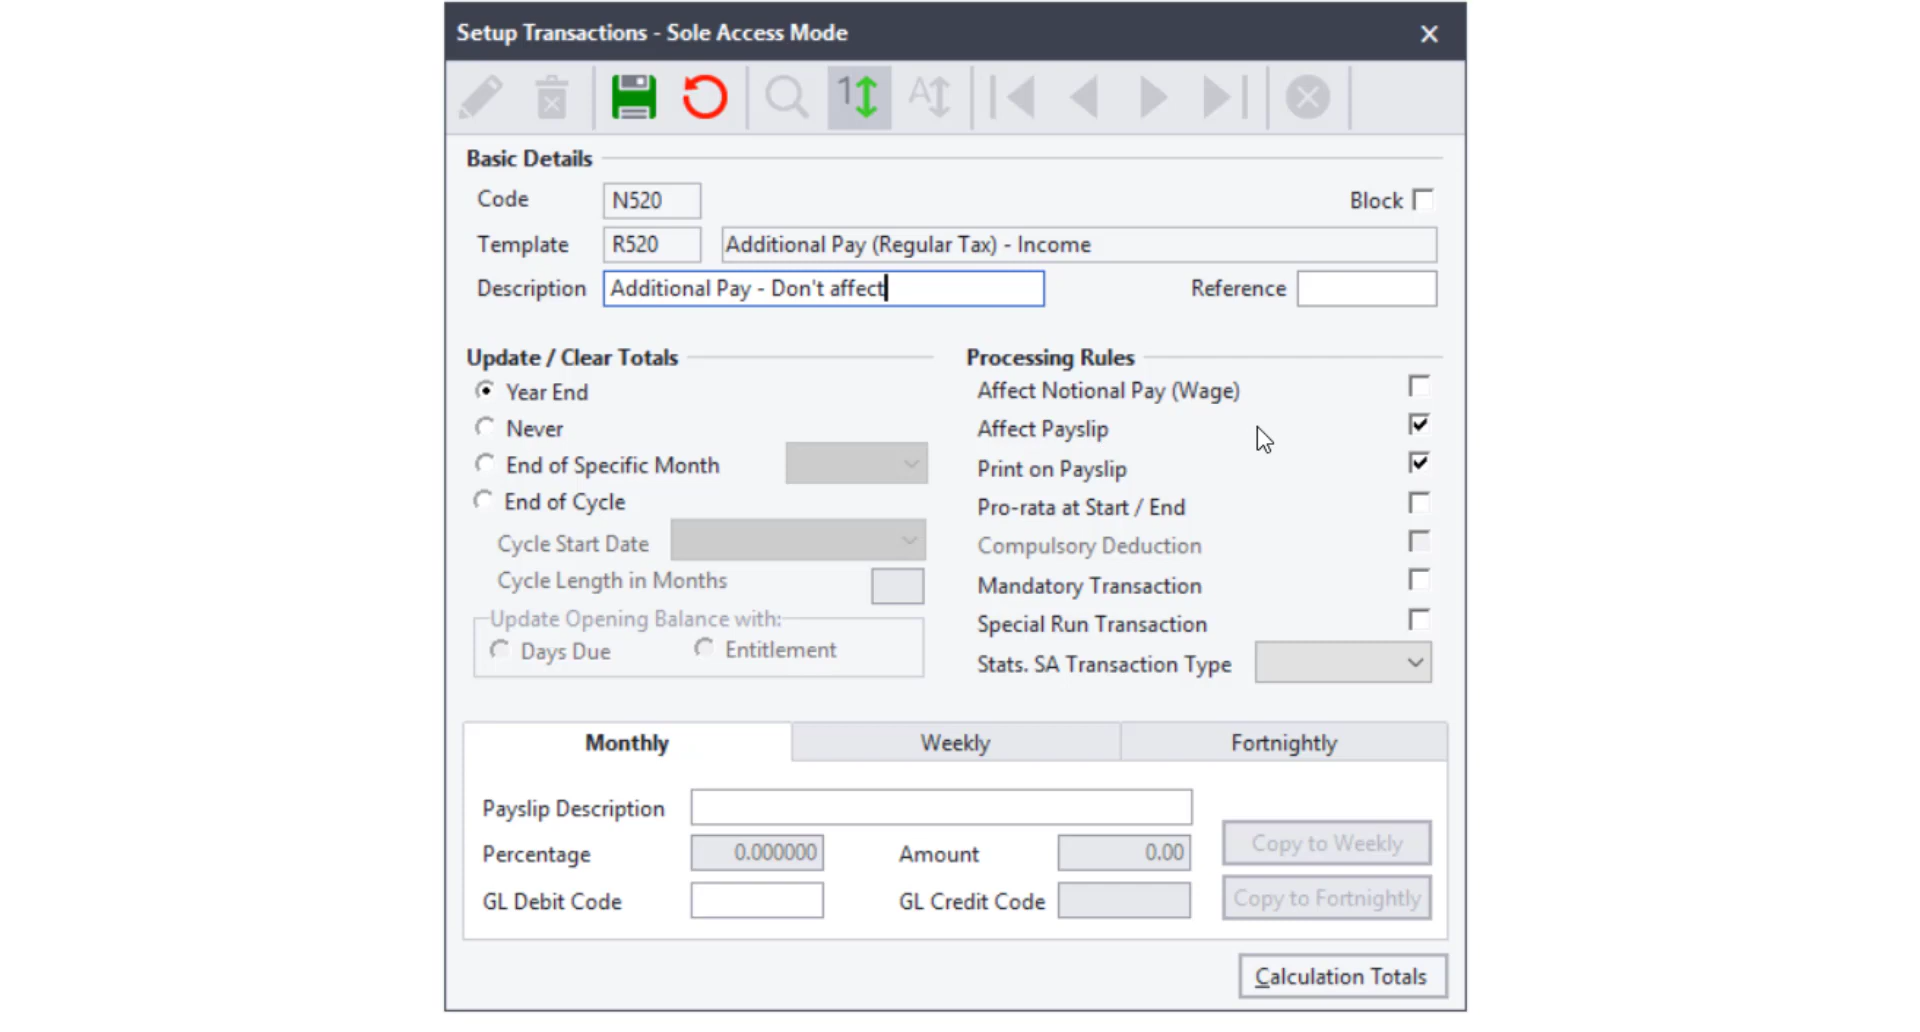 Setup Transactions - Sole Access Mode
1
A
Basic Details
Code N520 Block
Template R520 Additional Pay (Regular Tax) - Income
Description Additional Pay - Don't affect Reference
Update / Clear Totals
Year End
Never
End of Specific Month
End of Cycle
Cycle Start Date
Cycle Length in Months
Update Opening Balance with:
Days Due Entitlement
Processing Rules
Affect Notional Pay (Wage)
Affect Payslip
Print on Payslip
Pro-rata at Start / End
Compulsory Deduction
Mandatory Transaction
Special Run Transaction
Stats. SA Transaction Type
Monthly Weekly Fortnightly
Payslip Description
Percentage 0.000000 Amount 0.00 Copy to Weekly
GL Debit Code GL Credit Code Copy to Fortnightly
Calculation Totals